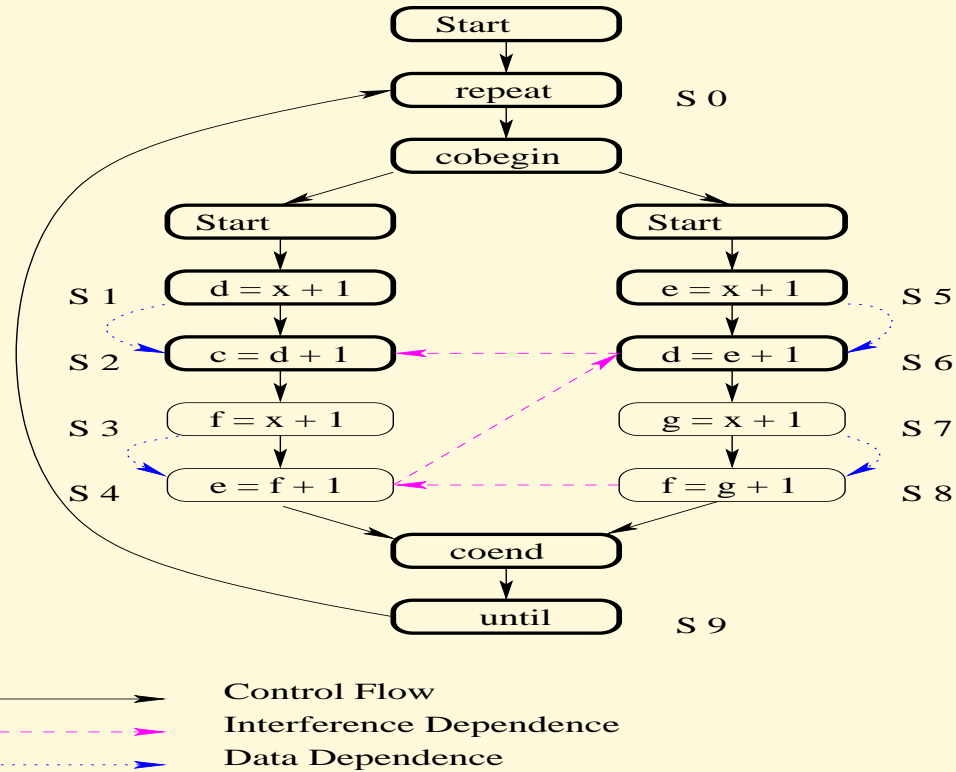 Start
repeat
S 0
cobegin
Start
Start
S 1
d = x + 1
e = x + 1
S 5
S 2
c = d + 1
d = e + 1
S 6
S 3
f = x + 1
g = x + 1
S 7
S 4
e = f + 1
f = g + 1
S 8
coend
until
S 9
Control Flow
Interference Dependence
Data Dependence